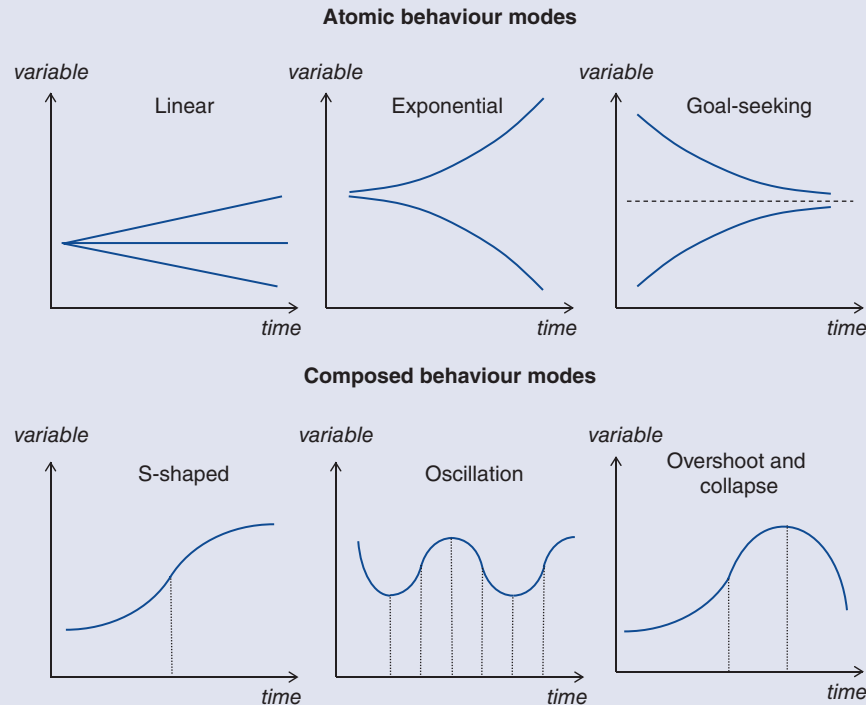 Atomic behaviour modes
variable
Linear
time
variable
Exponential
time
variable
Goal-seeking
time
Composed behaviour modes
variable
S-shaped
time
variable
Oscillation
time
variable
Overshoot and
collapse
time